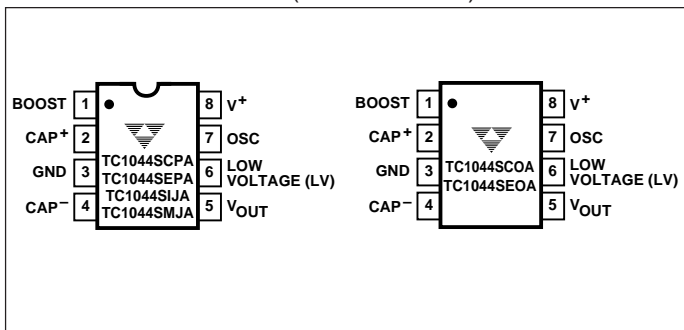 BOOST 1 8 V+
CAP+ 2 7 OSC
GND 3 6 LOW VOLTAGE (LV)
CAP− 4 5 VOUT
TC1044SCPA
TC1044SEPA
TC1044SIJA
TC1044SMJA
BOOST 1 8 V+
CAP+ 2 7 OSC
GND 3 6 LOW VOLTAGE (LV)
CAP− 4 5 VOUT
TC1044SCOA
TC1044SEOA